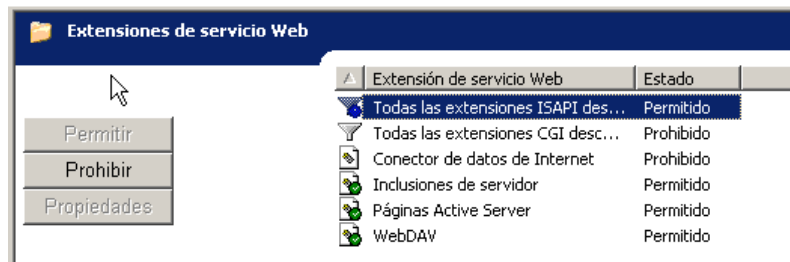 Extensiones de servicio Web
Extensión de servicio Web Estado
Todas las extensiones ISAPI des... Permitido
Permitir
Todas las extensiones CGI desc... Prohibido
Prohibir
Conector de datos de Internet Prohibido
Inclusiones de servidor Permitido
Propiedades
Páginas Active Server Permitido
WebDAV Permitido